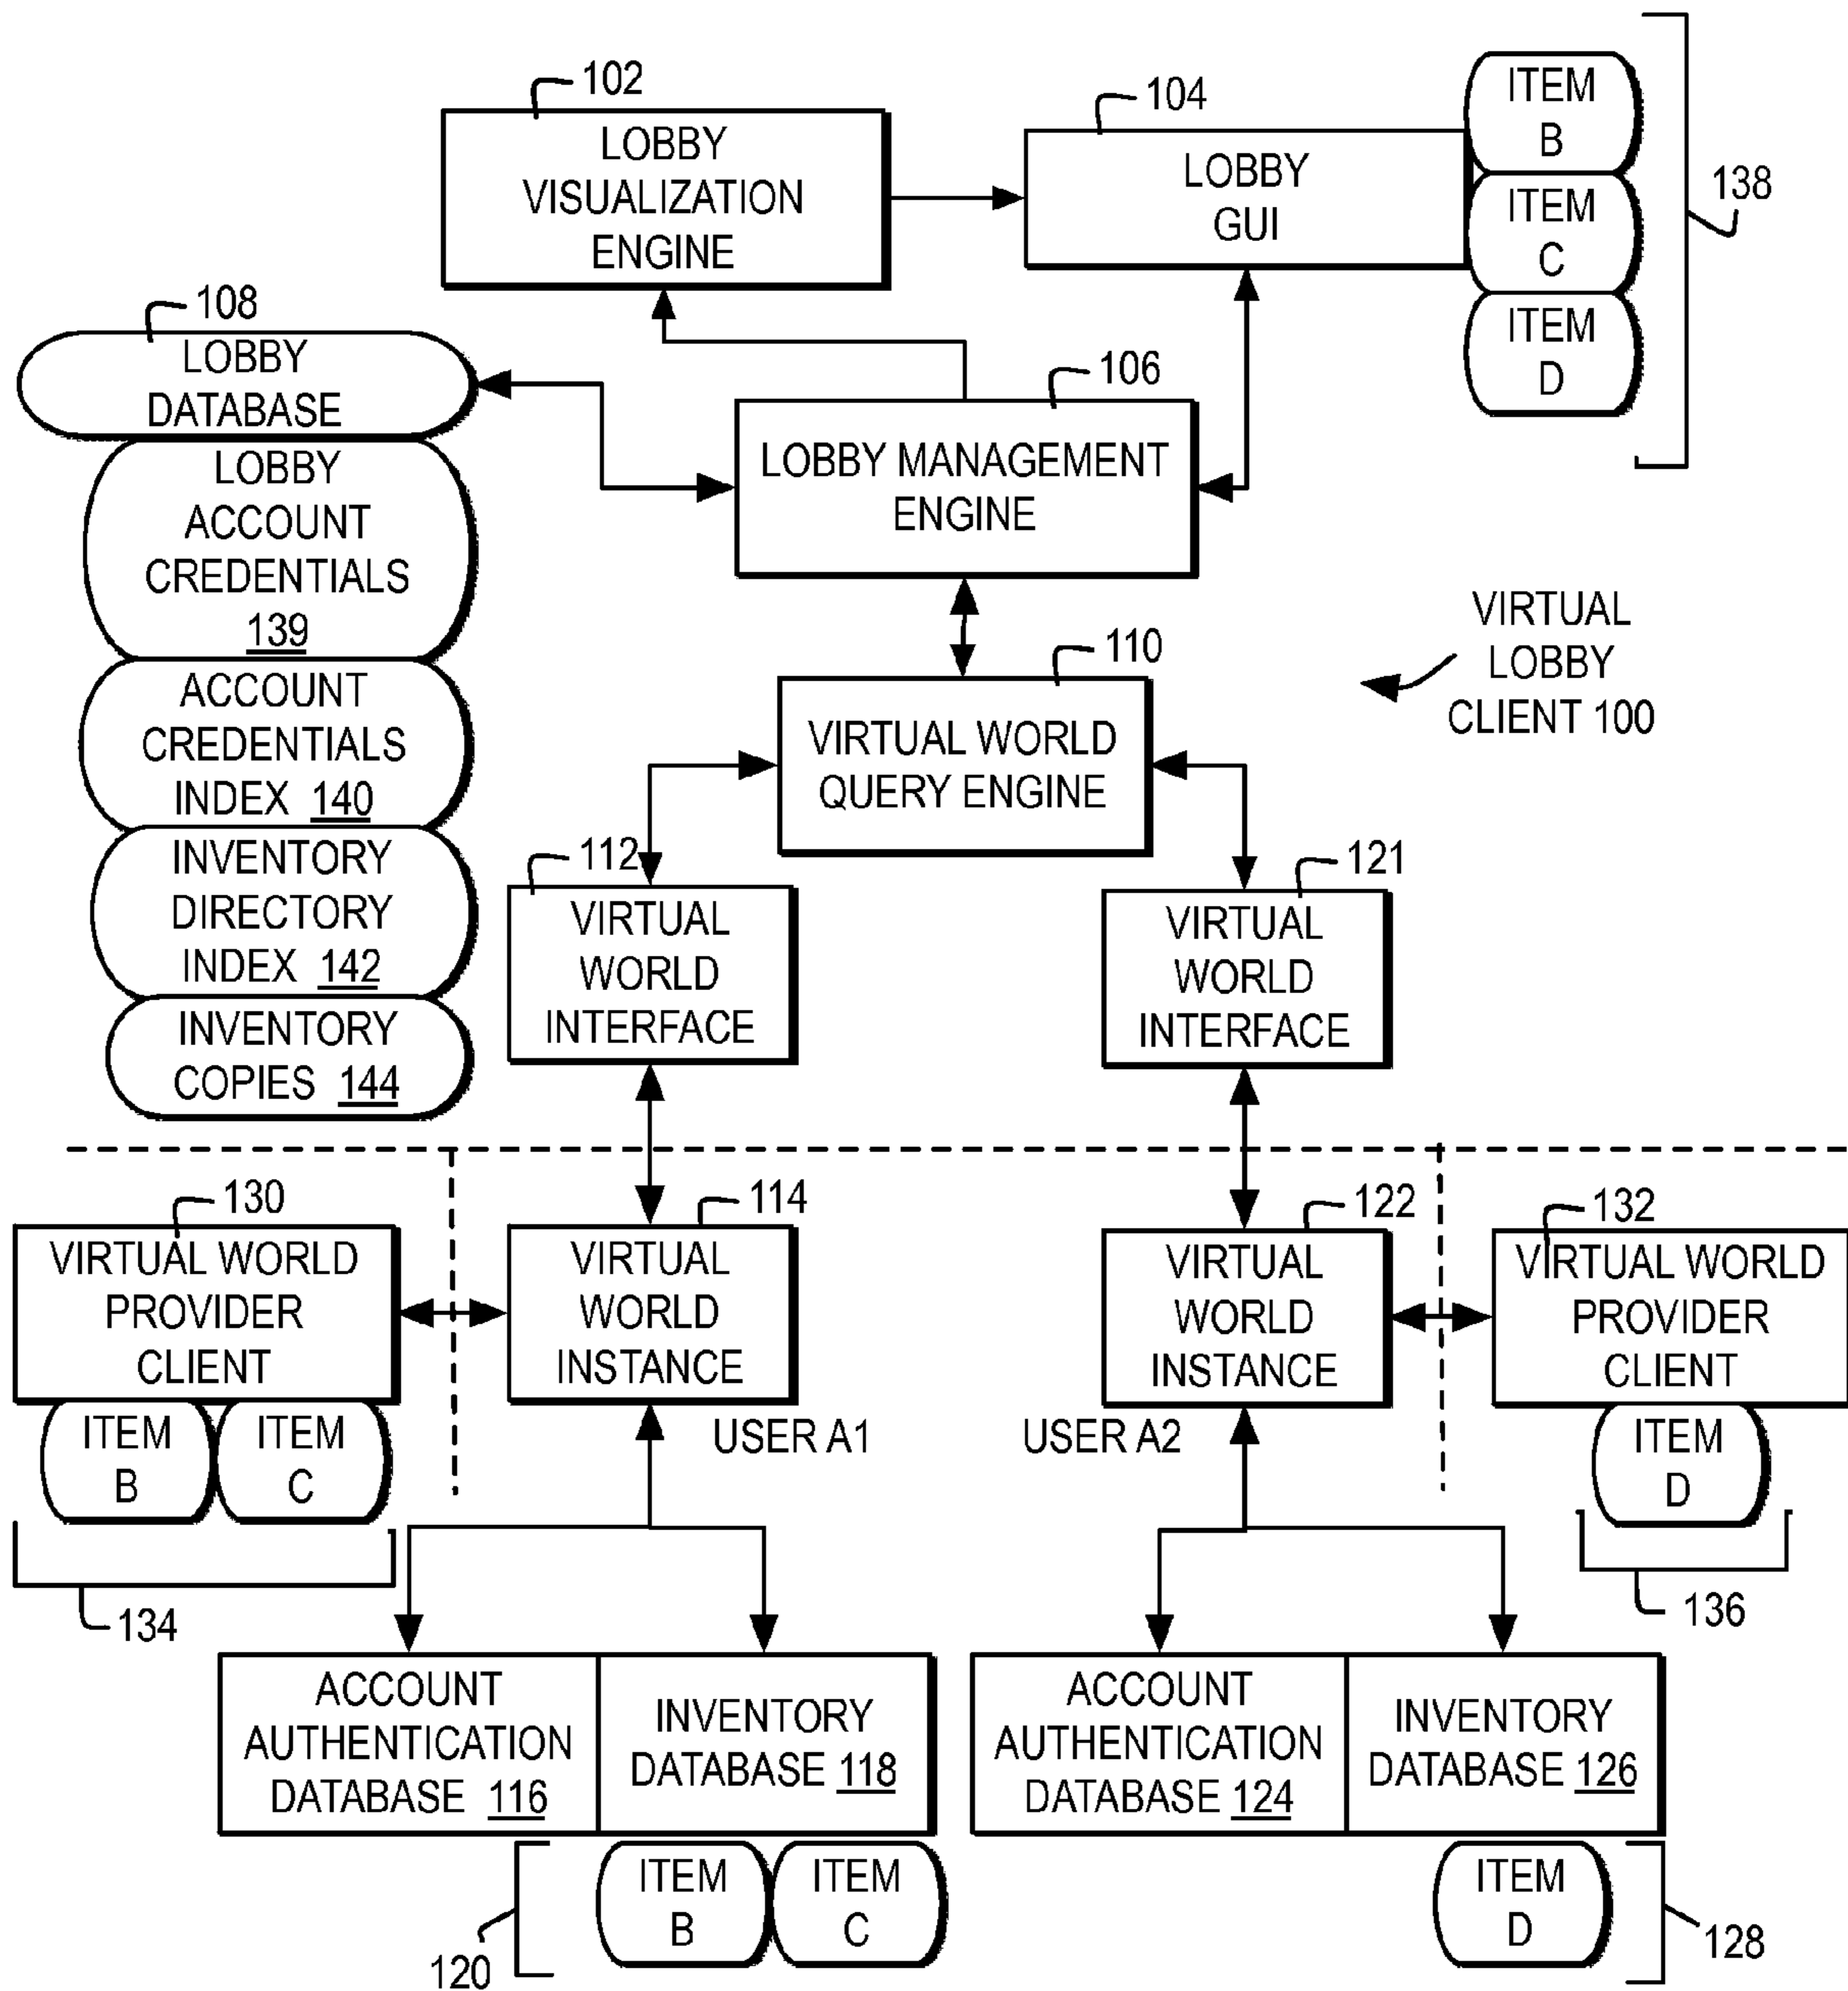 102
LOBBY
VISUALIZATION
ENGINE
104
LOBBY
GUI
ITEM
B
ITEM
C
ITEM
D
138
108
LOBBY
DATABASE
LOBBY
ACCOUNT
CREDENTIALS
139
ACCOUNT
CREDENTIALS
INDEX 140
INVENTORY
DIRECTORY
INDEX 142
INVENTORY
COPIES 144
106
LOBBY MANAGEMENT
ENGINE
VIRTUAL
LOBBY
CLIENT 100
110
VIRTUAL WORLD
QUERY ENGINE
112
VIRTUAL
WORLD
INTERFACE
121
VIRTUAL
WORLD
INTERFACE
130
VIRTUAL WORLD
PROVIDER
CLIENT
ITEM
B
ITEM
C
134
114
VIRTUAL
WORLD
INSTANCE
USER A1
122
VIRTUAL
WORLD
INSTANCE
USER A2
132
VIRTUAL WORLD
PROVIDER
CLIENT
ITEM
D
136
ACCOUNT
AUTHENTICATION
DATABASE 116
INVENTORY
DATABASE 118
120
ITEM
B
ITEM
C
ACCOUNT
AUTHENTICATION
DATABASE 124
INVENTORY
DATABASE 126
ITEM
D
128